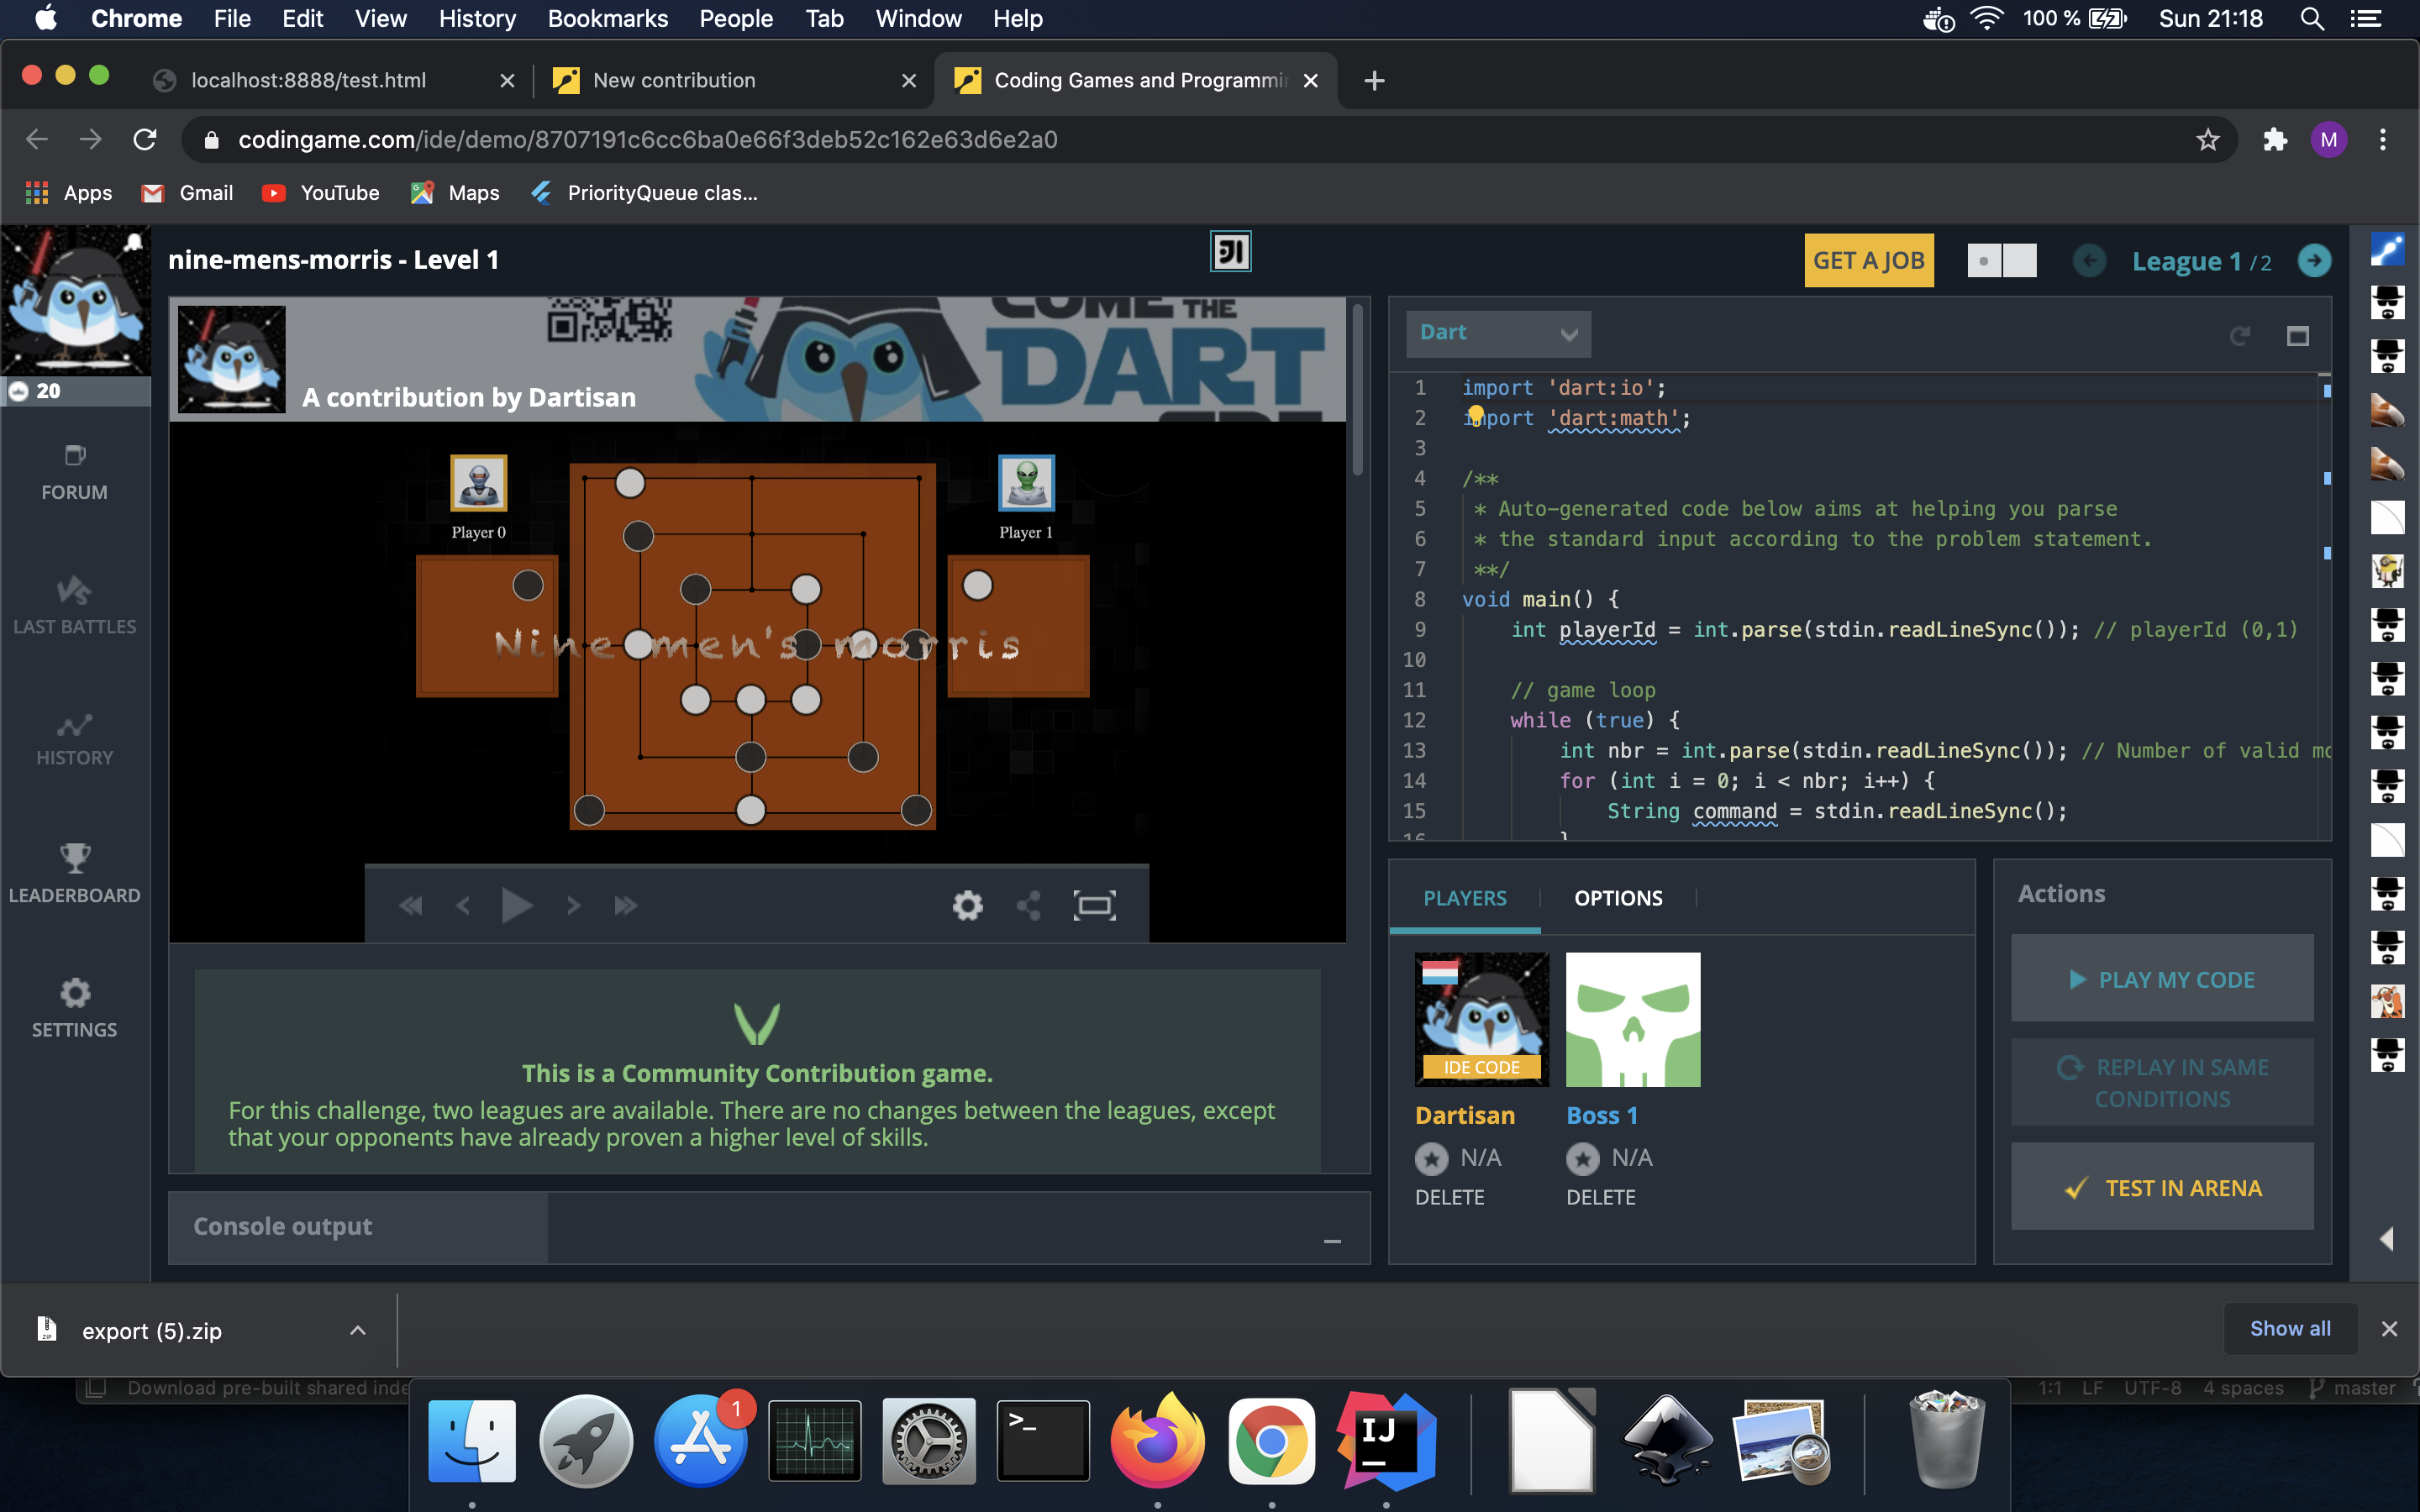 Chrome File Edit View History Bookmarks People Tab Window Help
100 % Sun 21:18
localhost:8888/test.html
New contribution
Coding Games and Programmi
codingame.com/ide/demo/8707191c6cc6ba0e66f3deb52c162e63d6e2a0
M
Apps Gmail YouTube Maps PriorityQueue clas...
nine-mens-morris - Level 1
GET A JOB
League 1 / 2
20
FORUM
LAST BATTLES
HISTORY
LEADERBOARD
SETTINGS
COME THE
DART
A contribution by Dartisan
Player 0
Player 1
Nine men's morris
This is a Community Contribution game.
For this challenge, two leagues are available. There are no changes between the leagues, except
that your opponents have already proven a higher level of skills.
Console output
Dart
1 import 'dart:io';
2 import 'dart:math';
3
4 /**
5 * Auto-generated code below aims at helping you parse
6 * the standard input according to the problem statement.
7 **/
8 void main() {
9 int playerId = int.parse(stdin.readLineSync()); // playerId (0,1)
10
11 // game loop
12 while (true) {
13 int nbr = int.parse(stdin.readLineSync()); // Number of valid mo
14 for (int i = 0; i < nbr; i++) {
15 String command = stdin.readLineSync();
16 }
PLAYERS OPTIONS
IDE CODE
Dartisan
N/A
DELETE
Boss 1
N/A
DELETE
Actions
PLAY MY CODE
REPLAY IN SAME
CONDITIONS
TEST IN ARENA
export (5).zip
Show all
Download pre-built shared inde
1:1 LF UTF-8 4 spaces master
1
>_
IJ